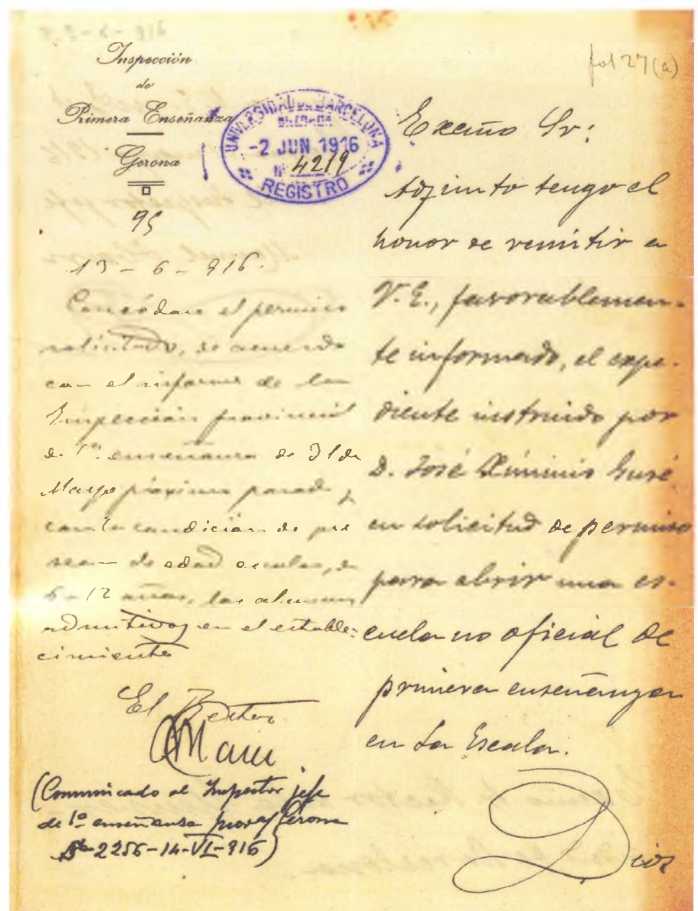 fol 27(a)
Inspección
de
Primera Enseñanza
Gerona
95
UNIVERSIDAD DE BARCELONA
-2 JUN 1916
Nº 4219
REGISTRO
13-6-916.
Concédase el permiso
solicitado, de acuerdo
con el informe de la
Inspección provincial
de 1ª enseñanza de 31 de
Mayo próximo pasado y
con la condición de que
sean de edad escolar, de
6-12 años, los alumnos
admitidos en el estable-
cimiento
El Rector
(Comunicado al Inspector jefe
de 1ª enseñanza prov. Gerona
2256-14-VI-916)
Excmo Sr:
Adjunto tengo el
honor de remitir a
V.E., favorablemen-
te informado, el expe-
diente instruido por
D. José Ximinis Gusé
en solicitud de permiso
para abrir una es-
cuela no oficial de
primera enseñanza
en La Escala.
Dios